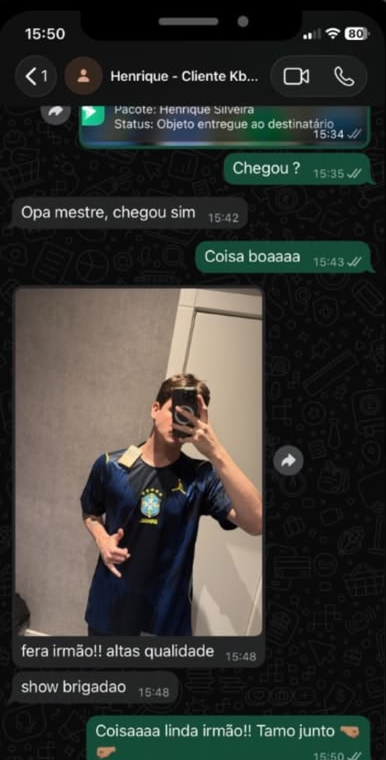 15:50
80
1
Henrique - Cliente Kb...
Pacote: Henrique Silveira
Status: Objeto entregue ao destinatário
15:34
Chegou ?
15:35
Opa mestre, chegou sim
15:42
Coisa boaaaa
15:43
fera irmão!! altas qualidade
15:48
show brigadao
15:48
Coisaaaa linda irmão!! Tamo junto 🤜🏽
🤛🏽
15:50